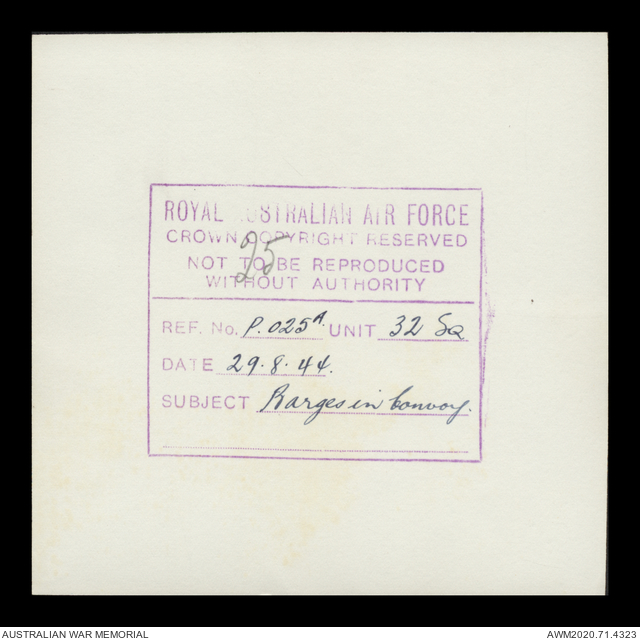 ROYAL AUSTRALIAN AIR FORCE
CROWN COPYRIGHT RESERVED
25
NOT TO BE REPRODUCED
WITHOUT AUTHORITY
REF. No. P.025A. UNIT 32 Sq
DATE 29.8.44.
SUBJECT Barges in Convoy.
AUSTRALIAN WAR MEMORIAL
AWM2020.71.4323